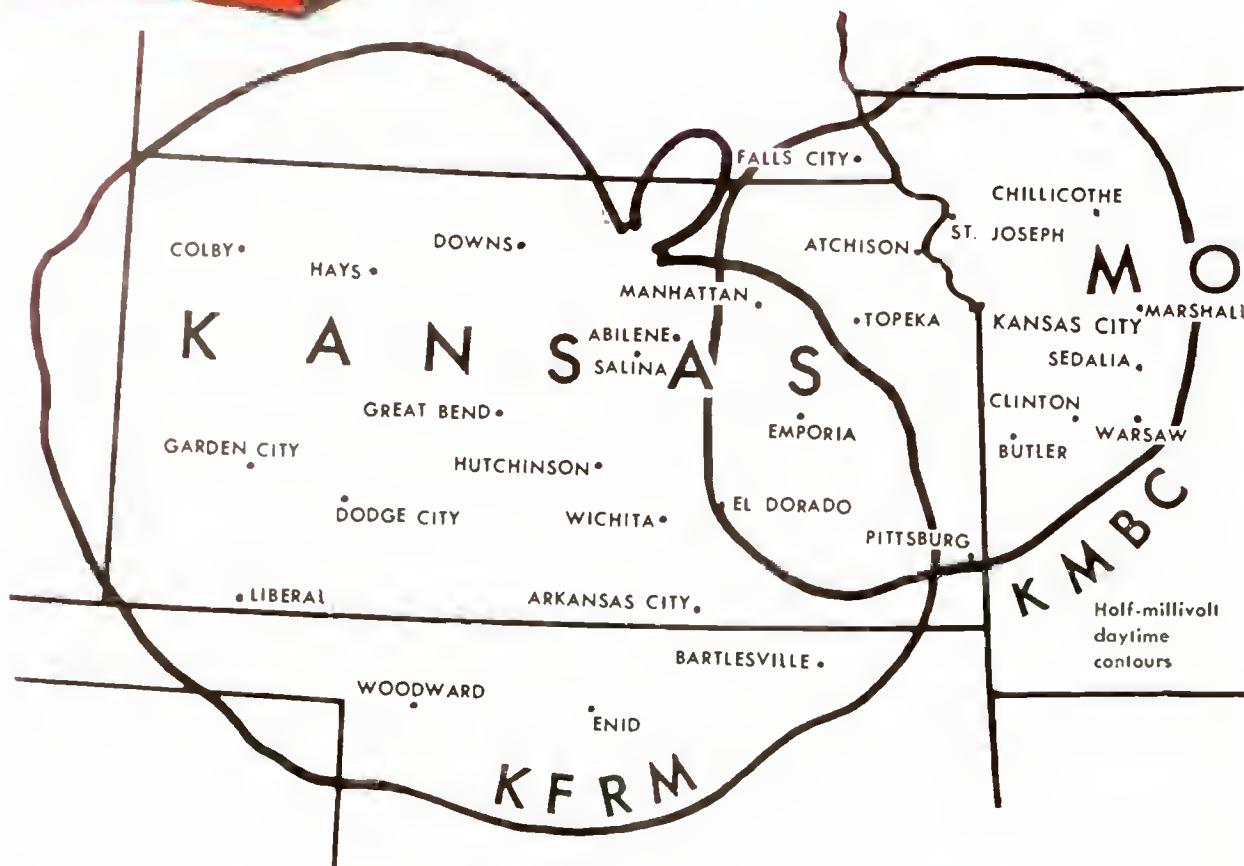 FALLS CITY
CHILLICOTHE
ST. JOSEPH
COLBY
DOWNS
ATCHISON
HAYS
M O
MANHATTAN
MARSHALL
TOPEKA
KANSAS CITY
K A N S A S
ABILENE
SALINA
SEDALIA
GREAT BEND
CLINTON
EMPORIA
WARSAW
BUTLER
GARDEN CITY
HUTCHINSON
EL DORADO
DODGE CITY
WICHITA
PITTSBURG
KMBC
LIBERAL
ARKANSAS CITY
Half-millivolt
daytime
contours
BARTLESVILLE
WOODWARD
ENID
KFRM